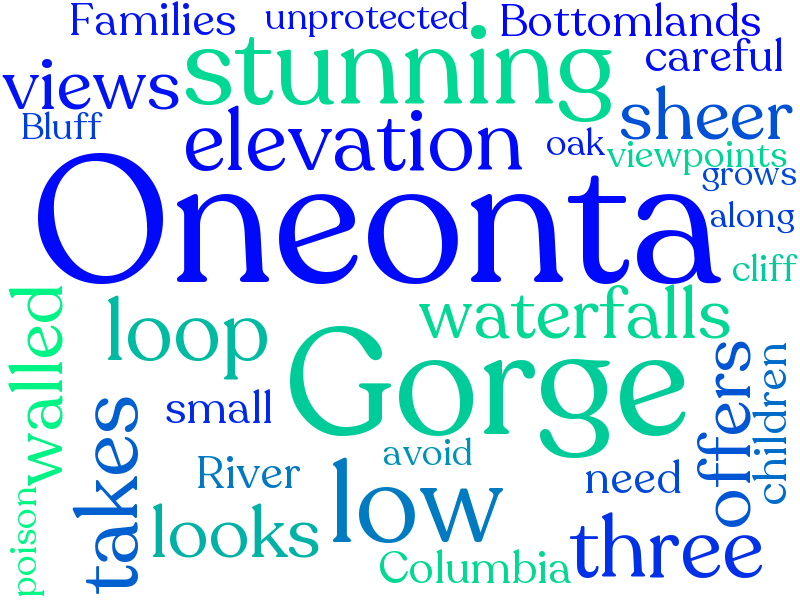 Families
unprotected
Bottomlands
stunning
careful
views
sheer
Bluff
elevation
oak
viewpoints
grows
Oneonta
along
cliff
walled
loop
waterfalls
Gorge
offers
children
takes
small
avoid
River
low
need
poison
looks
three
Columbia